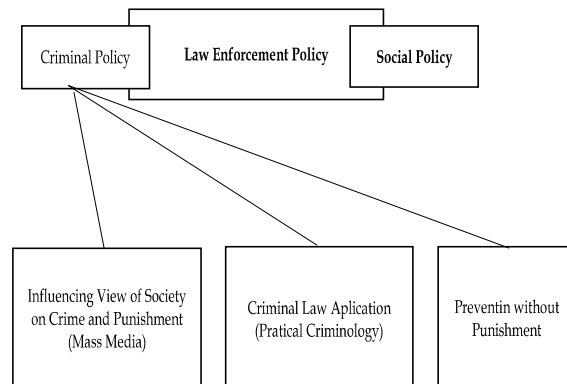 Criminal Policy
Law Enforcement Policy
Social Policy
Influencing View of Society
on Crime and Punishment
(Mass Media)
Criminal Law Aplication
(Pratical Criminology)
Preventin without
Punishment